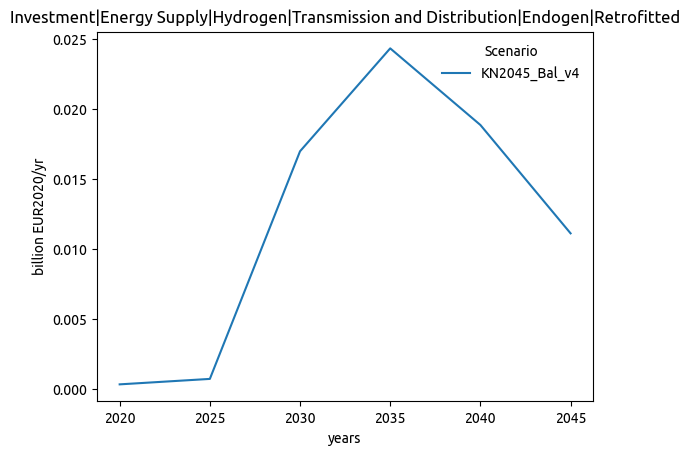 Investment|Energy Supply|Hydrogen|Transmission and Distribution|Endogen|Retrofitted
0.025
Scenario
KN2045_Bal_v4
0.020
0.015
billion EUR2020/yr
0.010
0.005
0.000
2020 2025 2030 2035 2040 2045
years